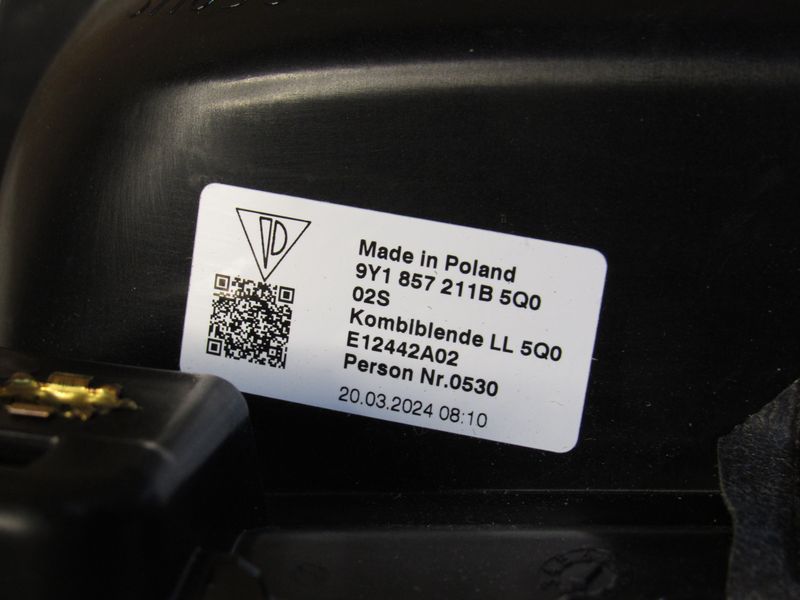 Made in Poland
9Y1 857 211B 5Q0
02S
Kombiblende LL 5Q0
E12442A02
Person Nr.0530
20.03.2024 08:10